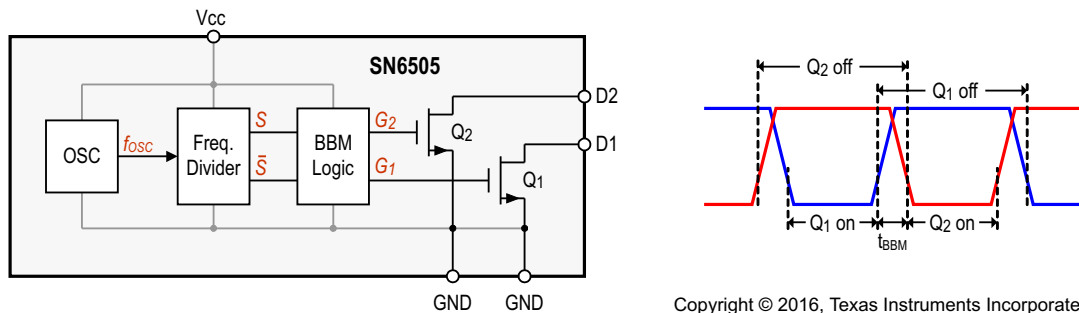 Vcc
SN6505
D2
D1
OSC
fOSC
Freq.
Divider
S
S̄
BBM
Logic
G2
G1
Q2
Q1
GND
GND
Q2 off
Q1 off
Q1 on
tBBM
Q2 on
Copyright © 2016, Texas Instruments Incorporate